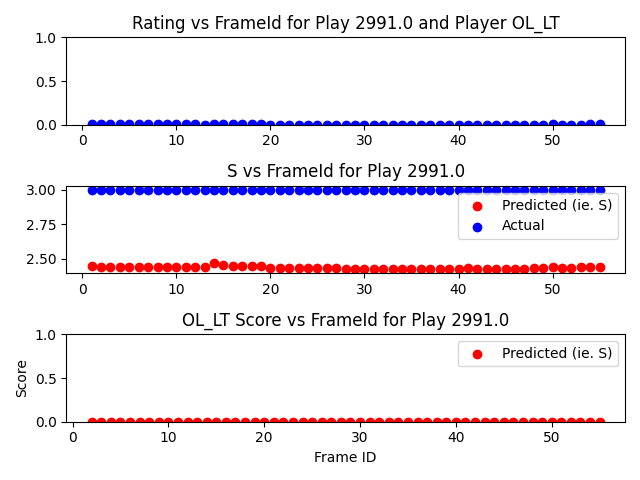 Rating vs FrameId for Play 2991.0 and Player OL_LT
1.0
0.5
0.0
0 10 20 30 40 50
S vs FrameId for Play 2991.0
3.00
2.75
2.50
Predicted (ie. S)
Actual
0 10 20 30 40 50
OL_LT Score vs FrameId for Play 2991.0
1.0
0.5
0.0
Score
Predicted (ie. S)
0 10 20 30 40 50
Frame ID